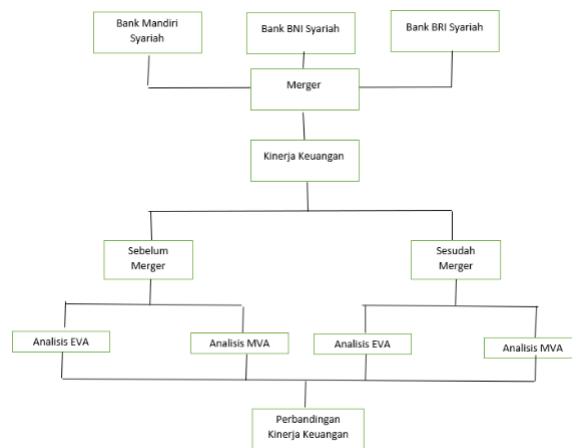 Bank Mandiri
Syariah
Bank BNI Syariah
Bank BRI Syariah
Merger
Kinerja Keuangan
Sebelum
Merger
Sesudah
Merger
Analisis EVA
Analisis MVA
Analisis EVA
Analisis MVA
Perbandingan
Kinerja Keuangan